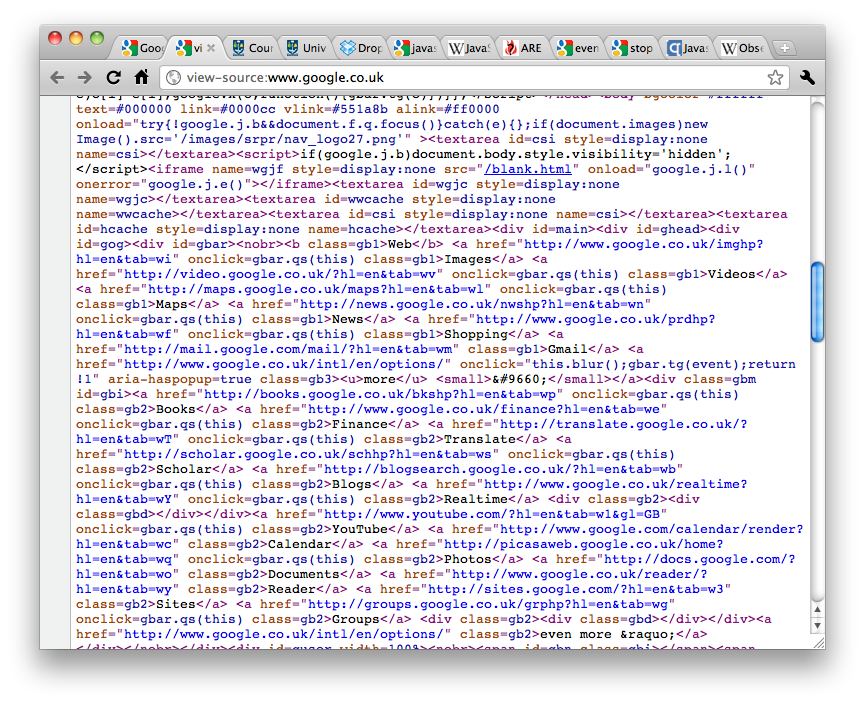 Goo
vi
Cour
Univ
Drop
javas
JavaS
ARE
even
stop
Javas
Obse
view-source:www.google.co.uk
text=#000000 link=#0000cc vlink=#551a8b alink=#ff0000
onload="try{!google.j.b&&document.f.q.focus()}catch(e){};if(document.images)new
Image().src='/images/srpr/nav_logo27.png'" ><textarea id=csi style=display:none
name=csi></textarea><script>if(google.j.b)document.body.style.visibility='hidden';
</script><iframe name=wgjf style=display:none src="/blank.html" onload="google.j.l()"
onerror="google.j.e()"></iframe><textarea id=wgjc style=display:none
name=wgjc></textarea><textarea id=wwcache style=display:none
name=wwcache></textarea><textarea id=csi style=display:none name=csi></textarea><textarea
id=hcache style=display:none name=hcache></textarea><div id=main><div id=ghead><div
id=gog><div id=gbar><nobr><b class=gb1>Web</b> <a href="http://www.google.co.uk/imghp?
hl=en&tab=wi" onclick=gbar.qs(this) class=gb1>Images</a> <a
href="http://video.google.co.uk/?hl=en&tab=wv" onclick=gbar.qs(this) class=gb1>Videos</a>
<a href="http://maps.google.co.uk/maps?hl=en&tab=wl" onclick=gbar.qs(this)
class=gb1>Maps</a> <a href="http://news.google.co.uk/nwshp?hl=en&tab=wn"
onclick=gbar.qs(this) class=gb1>News</a> <a href="http://www.google.co.uk/prdhp?
hl=en&tab=wf" onclick=gbar.qs(this) class=gb1>Shopping</a> <a
href="http://mail.google.com/mail/?hl=en&tab=wm" class=gb1>Gmail</a> <a
href="http://www.google.co.uk/intl/en/options/" onclick="this.blur();gbar.tg(event);return
!1" aria-haspopup=true class=gb3><u>more</u> <small>&#9660;</small></a><div class=gbm
id=gbi><a href="http://books.google.co.uk/bkshp?hl=en&tab=wp" onclick=gbar.qs(this)
class=gb2>Books</a> <a href="http://www.google.co.uk/finance?hl=en&tab=we"
onclick=gbar.qs(this) class=gb2>Finance</a> <a href="http://translate.google.co.uk/?
hl=en&tab=wT" onclick=gbar.qs(this) class=gb2>Translate</a> <a
href="http://scholar.google.co.uk/schhp?hl=en&tab=ws" onclick=gbar.qs(this)
class=gb2>Scholar</a> <a href="http://blogsearch.google.co.uk/?hl=en&tab=wb"
onclick=gbar.qs(this) class=gb2>Blogs</a> <a href="http://www.google.co.uk/realtime?
hl=en&tab=wY" onclick=gbar.qs(this) class=gb2>Realtime</a> <div class=gb2><div
class=gbd></div></div><a href="http://www.youtube.com/?hl=en&tab=w1&gl=GB"
onclick=gbar.qs(this) class=gb2>YouTube</a> <a href="http://www.google.com/calendar/render?
hl=en&tab=wc" class=gb2>Calendar</a> <a href="http://picasaweb.google.co.uk/home?
hl=en&tab=wq" onclick=gbar.qs(this) class=gb2>Photos</a> <a href="http://docs.google.com/?
hl=en&tab=wo" class=gb2>Documents</a> <a href="http://www.google.co.uk/reader/?
hl=en&tab=wy" class=gb2>Reader</a> <a href="http://sites.google.com/?hl=en&tab=w3"
class=gb2>Sites</a> <a href="http://groups.google.co.uk/grphp?hl=en&tab=wg"
onclick=gbar.qs(this) class=gb2>Groups</a> <div class=gb2><div class=gbd></div></div><a
href="http://www.google.co.uk/intl/en/options/" class=gb2>even more &raquo;</a>
</div></nobr></div><div id=guser width=100%><nobr><span id=gbn class=gbi></span><span